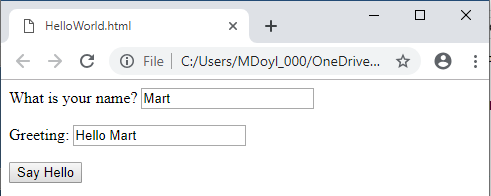 HelloWorld.html
File | C:/Users/MDoyl_000/OneDrive...
What is your name? Mart
Greeting: Hello Mart
Say Hello